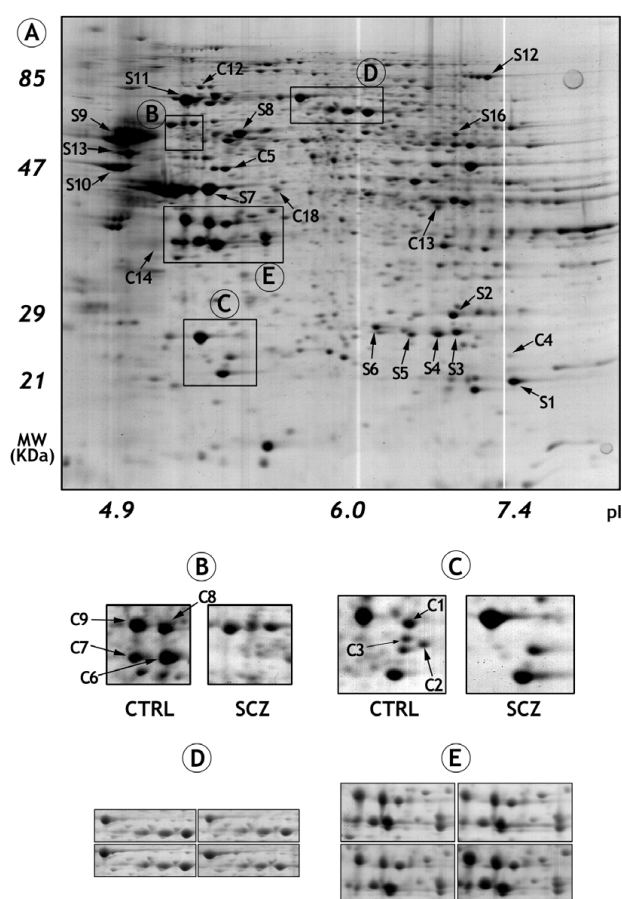 A
85
C12
S11
D
S12
S9
B
S8
S16
S13
47
C5
S10
S7
C18
C13
C14
E
C
S2
29
C4
S6
S5
S4
S3
21
S1
MW
(KDa)
4.9
6.0
7.4
pI
B
C
C8
C9
C7
C6
C1
C3
C2
CTRL
SCZ
CTRL
SCZ
D
E